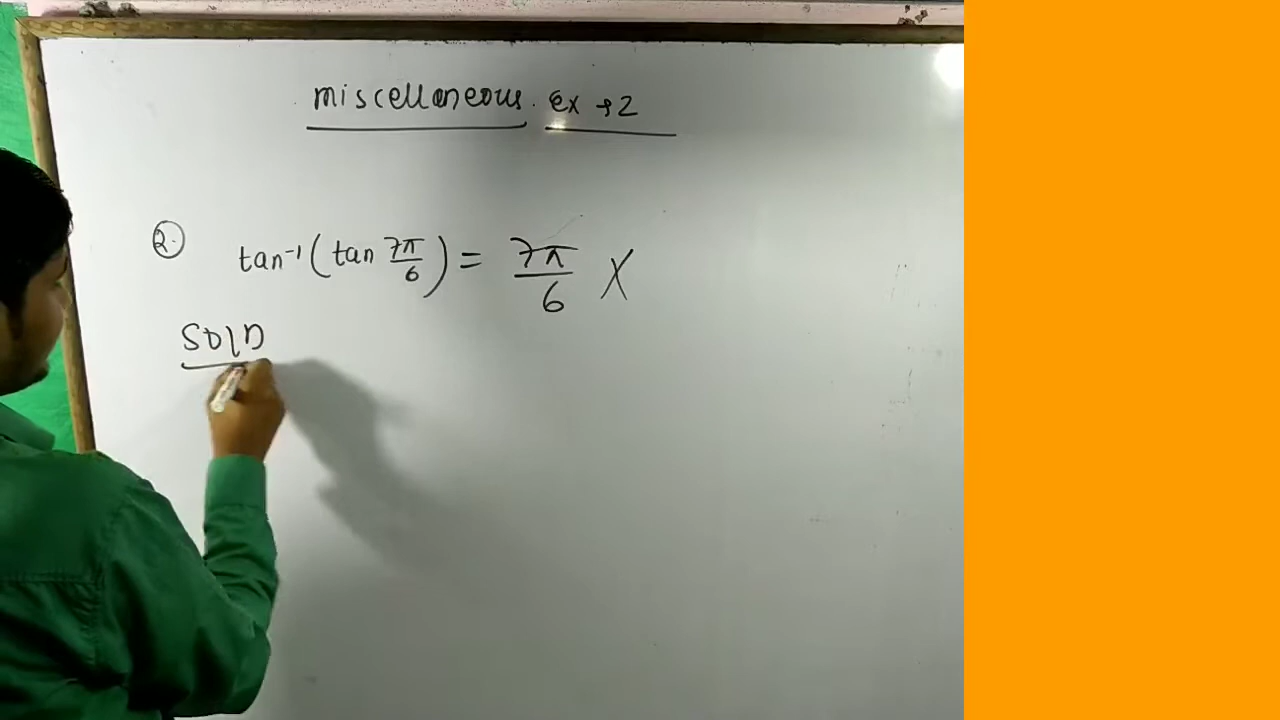 miscellaneous. ex → 2
2. tan⁻¹(tan 7π/6) = 7π/6 X
Soln